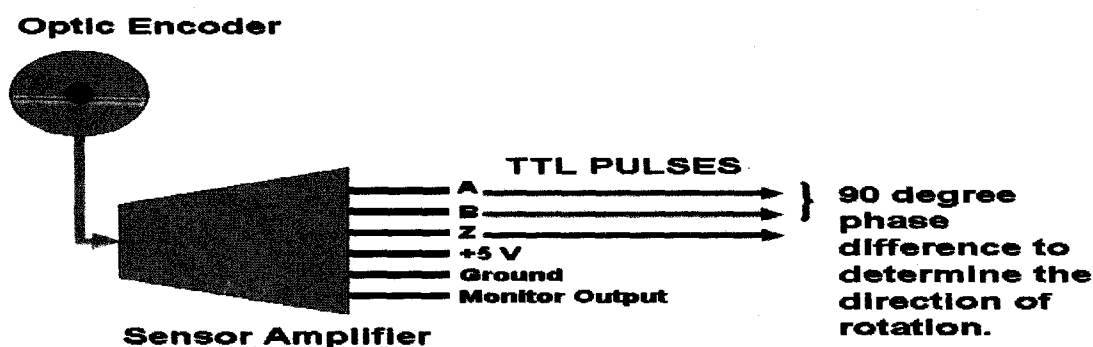 Optic Encoder
TTL PULSES
A
B
Z
+5 V
Ground
Monitor Output
90 degree
phase
difference to
determine the
direction of
rotation.
Sensor Amplifier